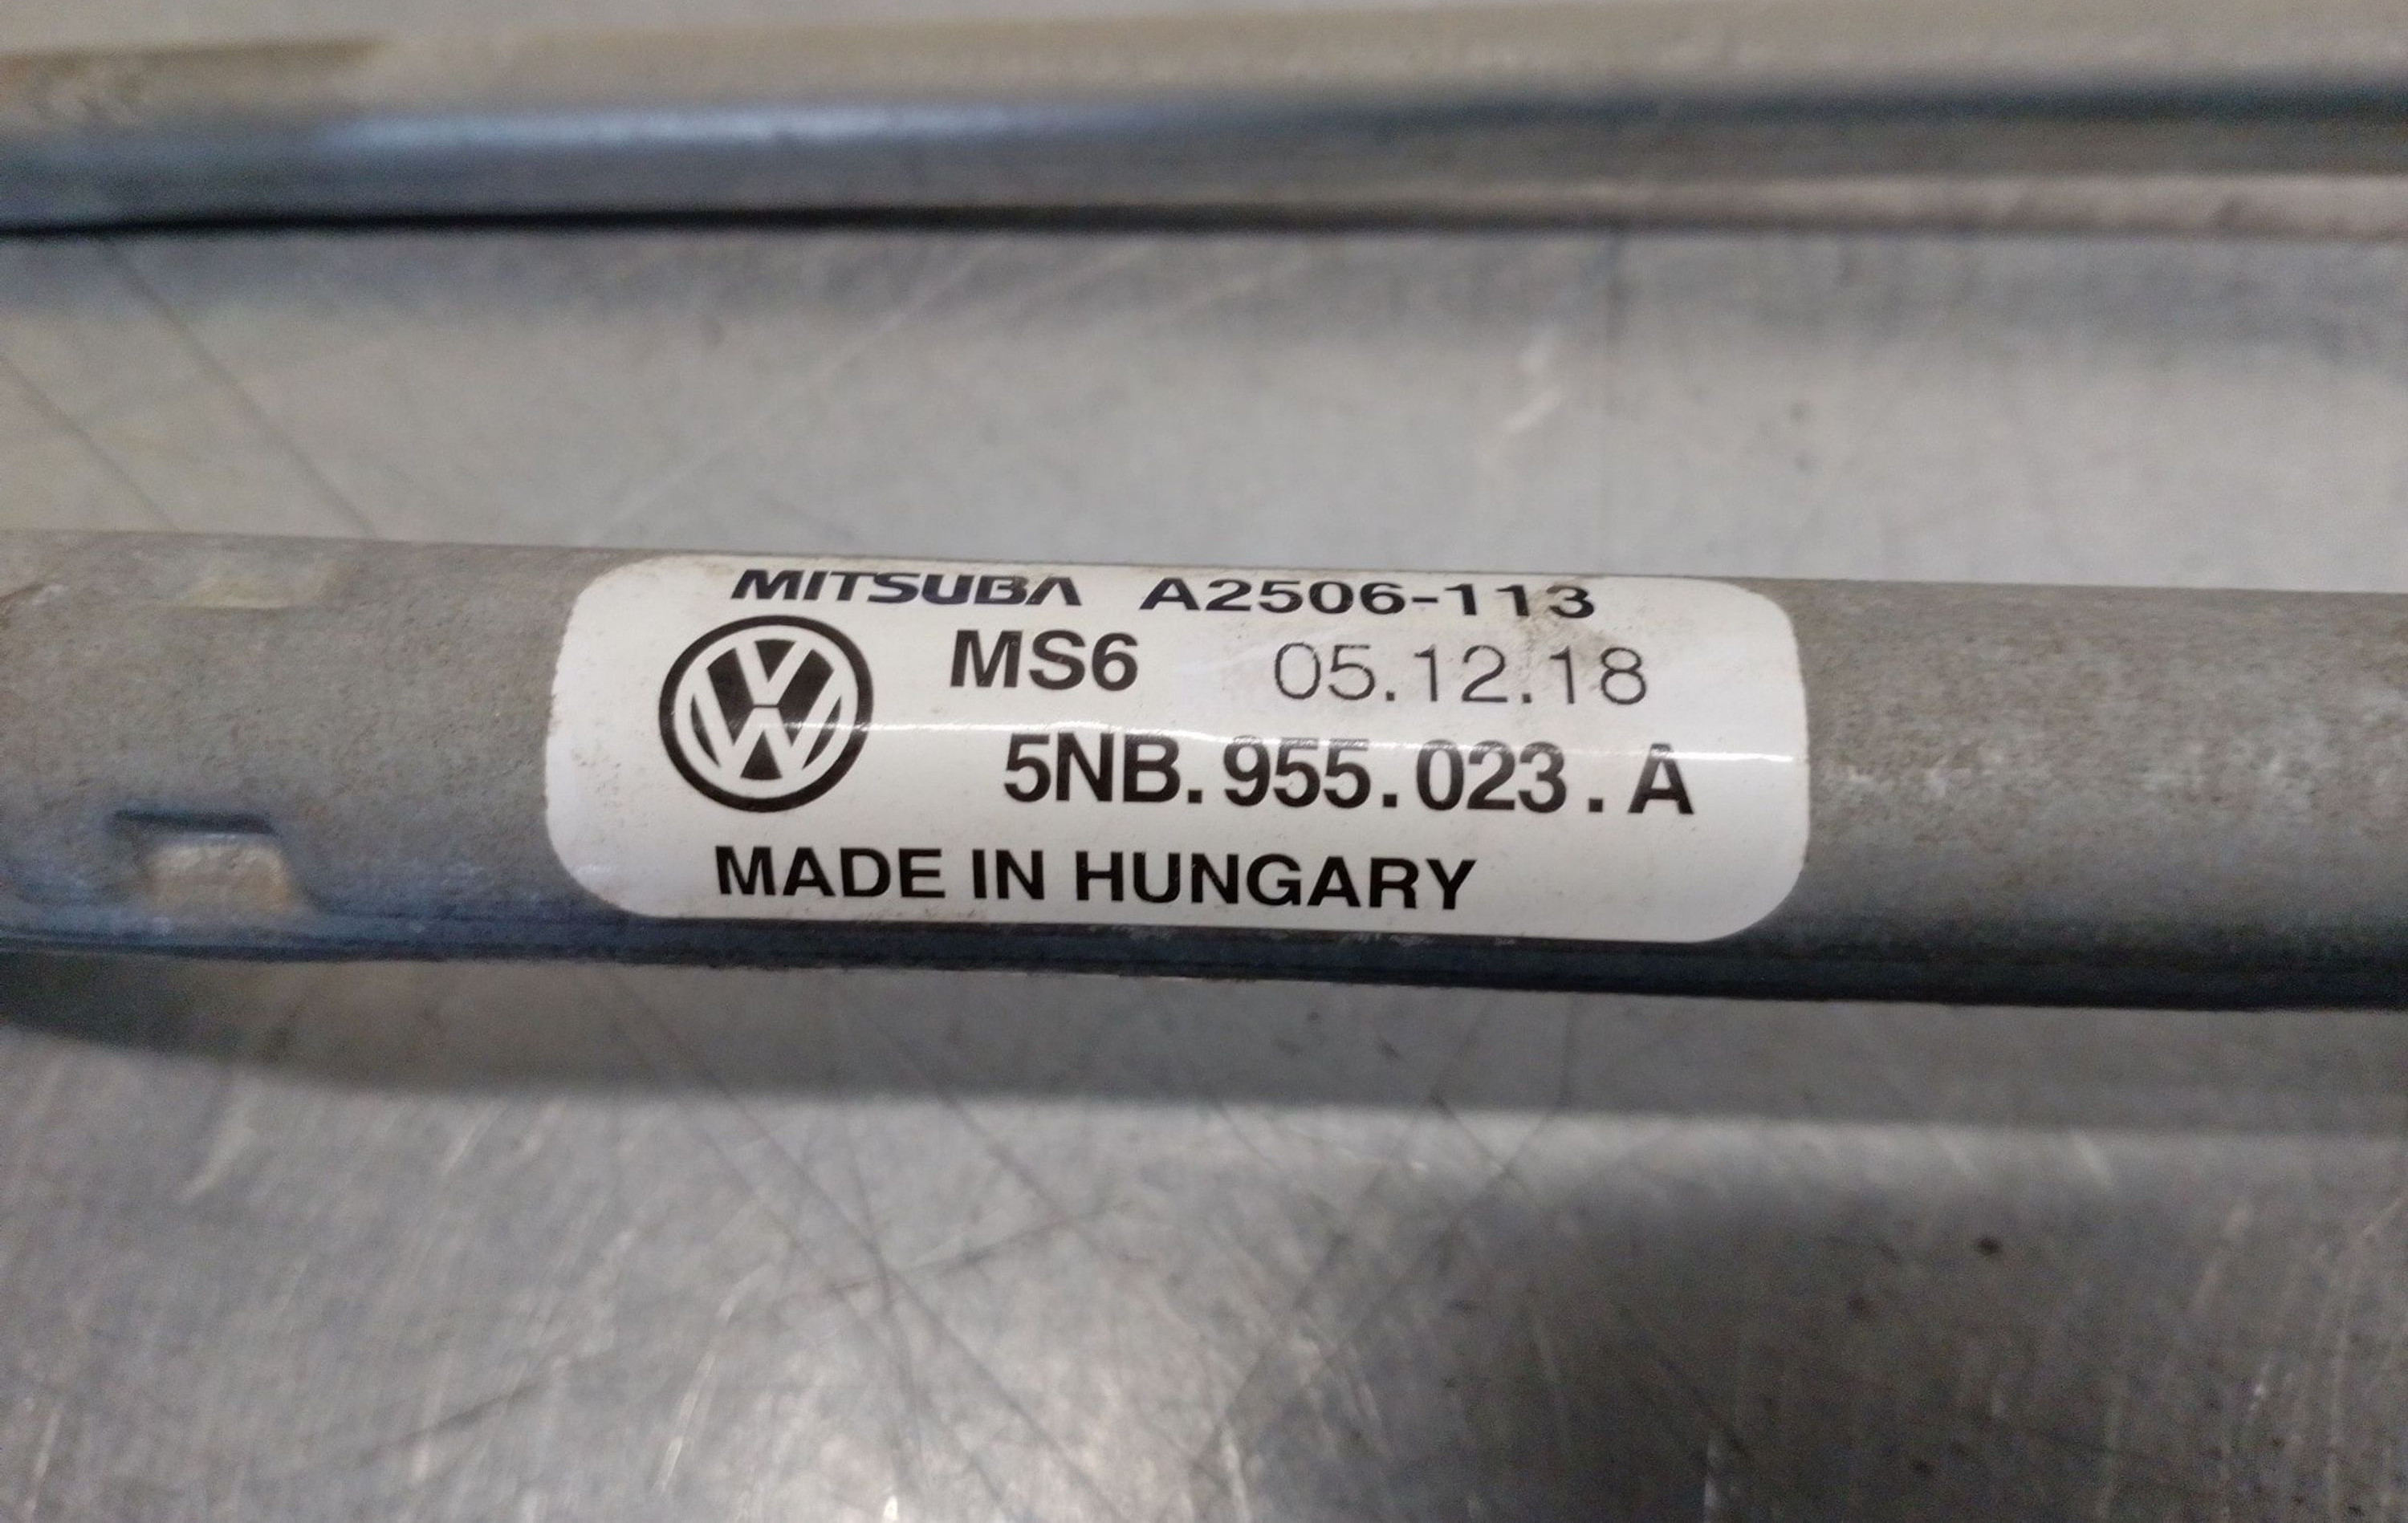 MITSUBA A2506-113
MS6 05.12.18
5NB.955.023.A
MADE IN HUNGARY